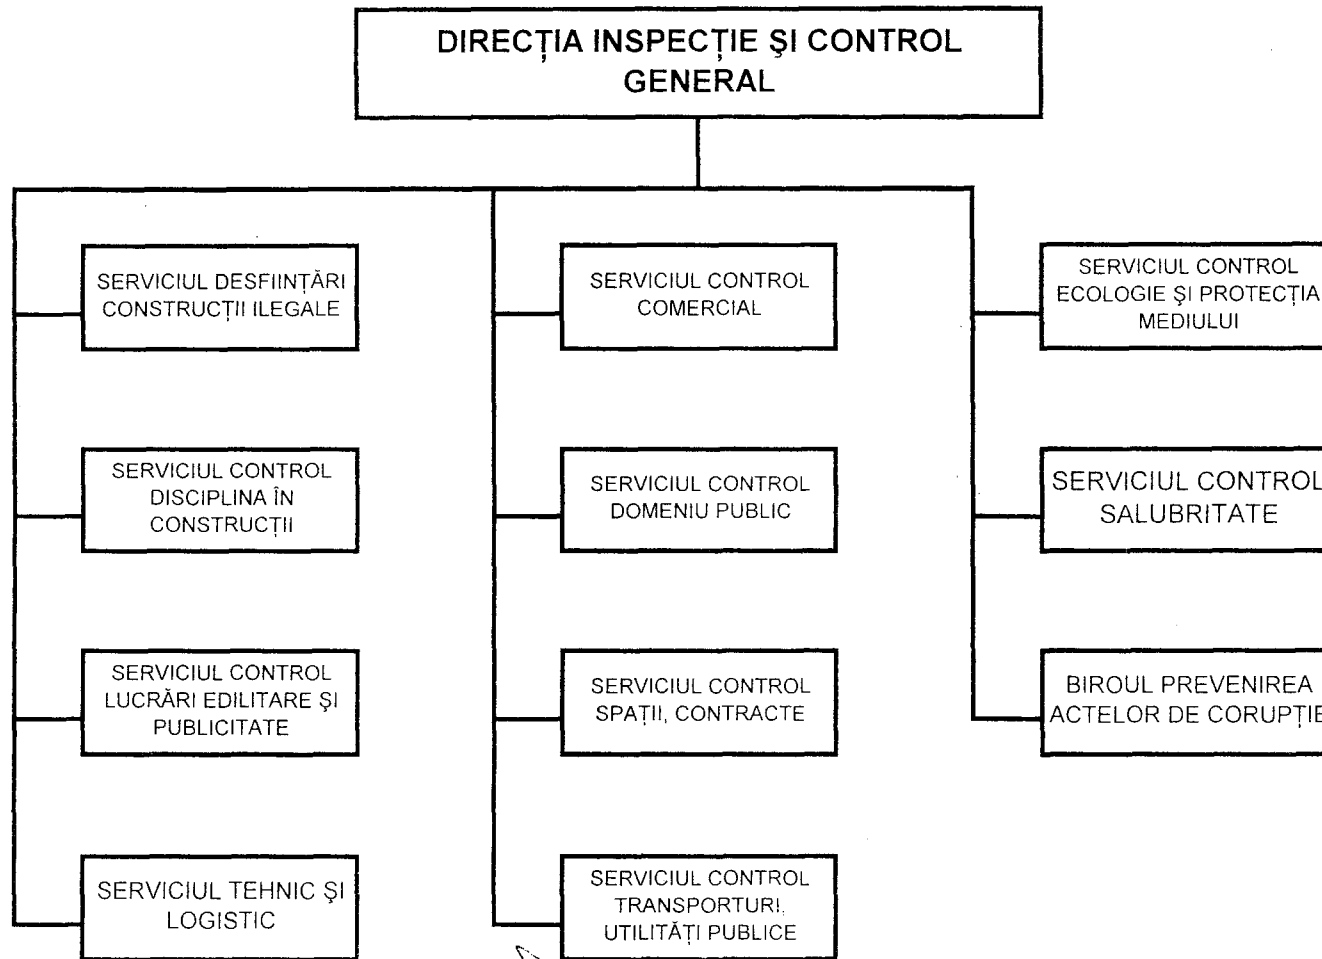 DIRECȚIA INSPECȚIE ŞI CONTROL
GENERAL
SERVICIUL DESFIINȚĂRI
CONSTRUCȚII ILEGALE
SERVICIUL CONTROL
DISCIPLINA ÎN
CONSTRUCȚII
SERVICIUL CONTROL
LUCRĂRI EDILITARE ŞI
PUBLICITATE
SERVICIUL TEHNIC ŞI
LOGISTIC
SERVICIUL CONTROL
COMERCIAL
SERVICIUL CONTROL
DOMENIU PUBLIC
SERVICIUL CONTROL
SPAȚII, CONTRACTE
SERVICIUL CONTROL
TRANSPORTURI,
UTILITĂȚI PUBLICE
SERVICIUL CONTROL
ECOLOGIE ŞI PROTECȚIA
MEDIULUI
SERVICIUL CONTROL
SALUBRITATE
BIROUL PREVENIREA
ACTELOR DE CORUPȚIE